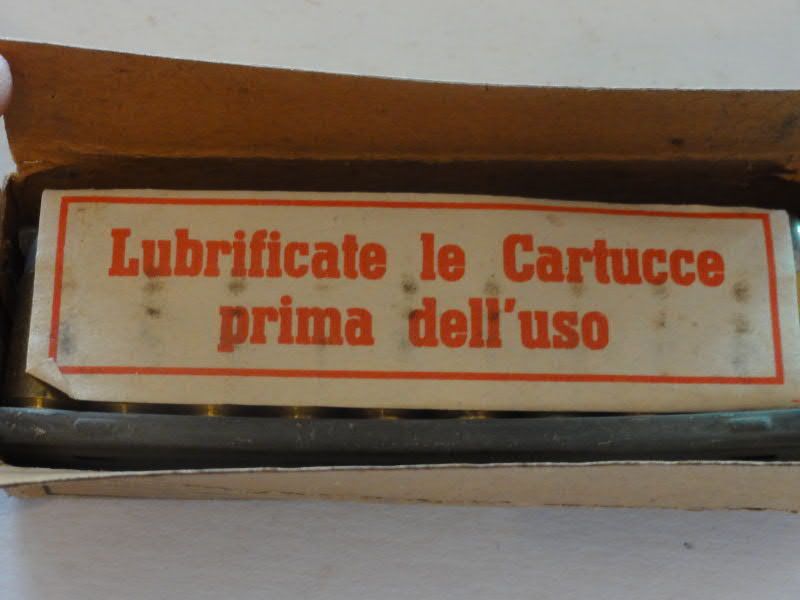 Lubrificate le Cartucce
prima dell'uso